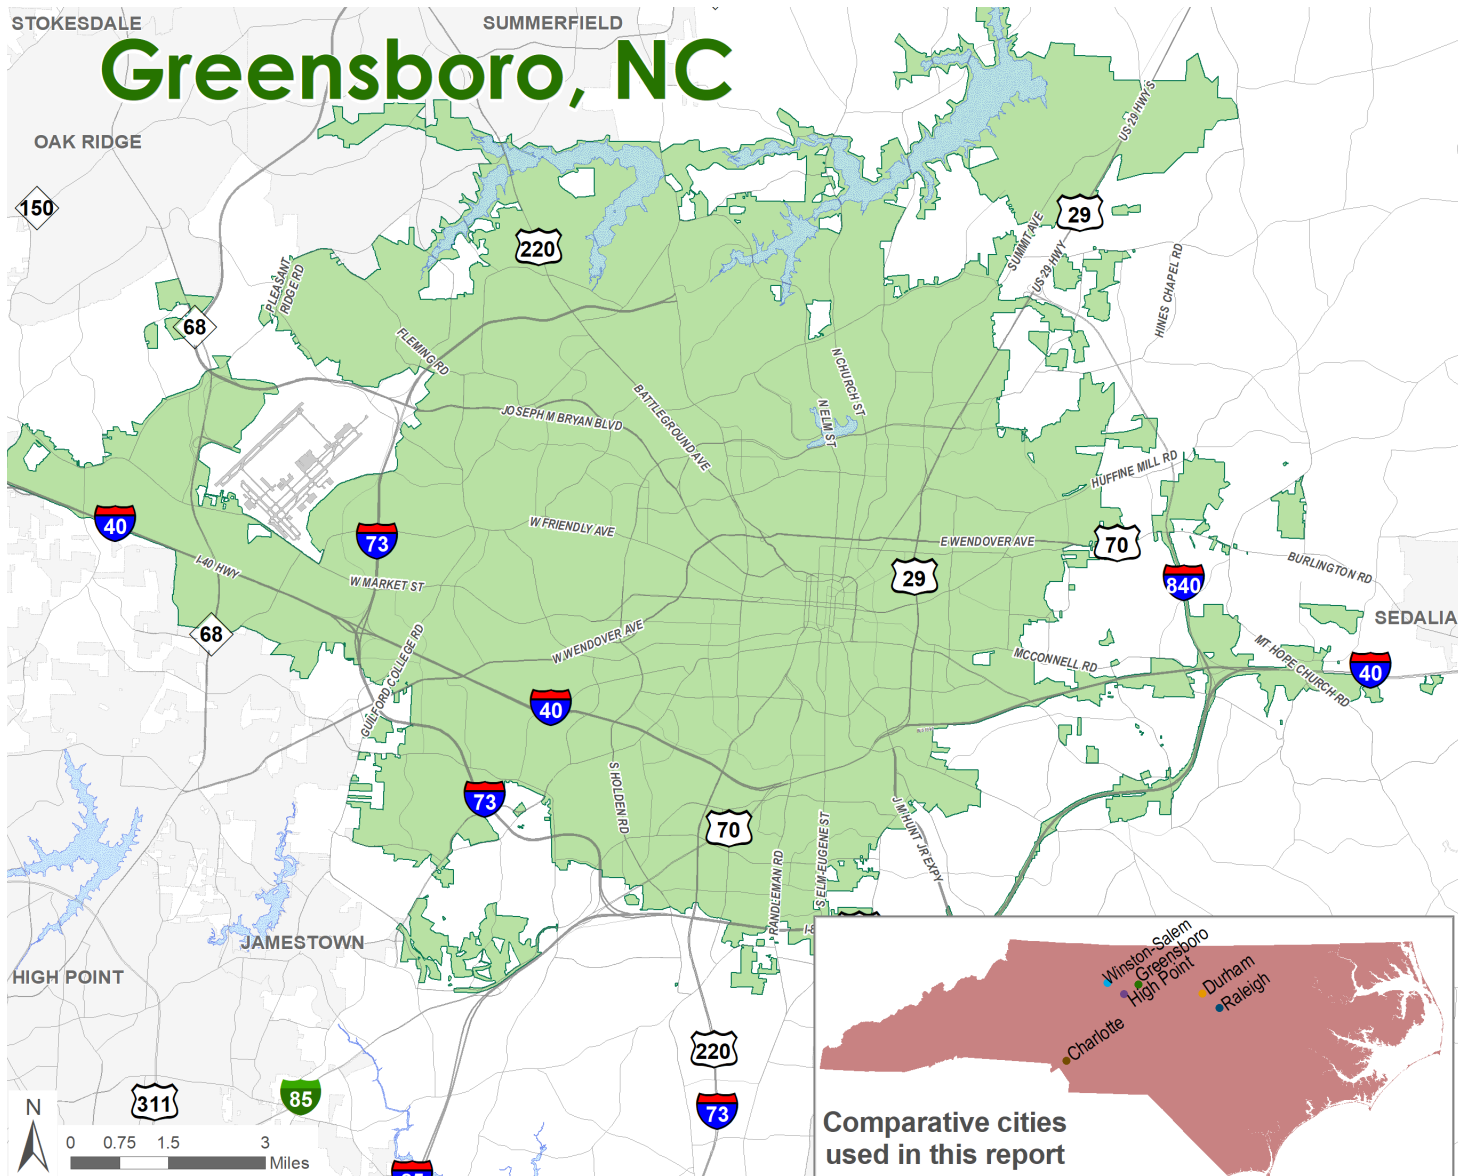 STOKESDALE
SUMMERFIELD
Greensboro, NC
OAK RIDGE
150
220
29
US 29 HWY S
SUMMIT AVE
US 29 HWY
HINES CHAPEL RD
PLEASANT
RIDGE RD
68
FLEMING RD
N CHURCH ST
N ELM ST
BATTLEGROUND AVE
JOSEPH M BRYAN BLVD
HUFFINE MILL RD
40
73
W FRIENDLY AVE
E WENDOVER AVE
70
I-40 HWY
W MARKET ST
29
840
BURLINGTON RD
SEDALIA
68
GUILFORD COLLEGE RD
W WENDOVER AVE
MCCONNELL RD
MT HOPE CHURCH RD
40
40
73
S HOLDEN RD
70
J M HUNT JR EXPY
S ELM-EUGENE ST
RANDLEMAN RD
JAMESTOWN
HIGH POINT
220
73
311
85
N
0 0.75 1.5 3
Miles
Winston-Salem
Greensboro
High Point
Durham
Raleigh
Charlotte
Comparative cities
used in this report